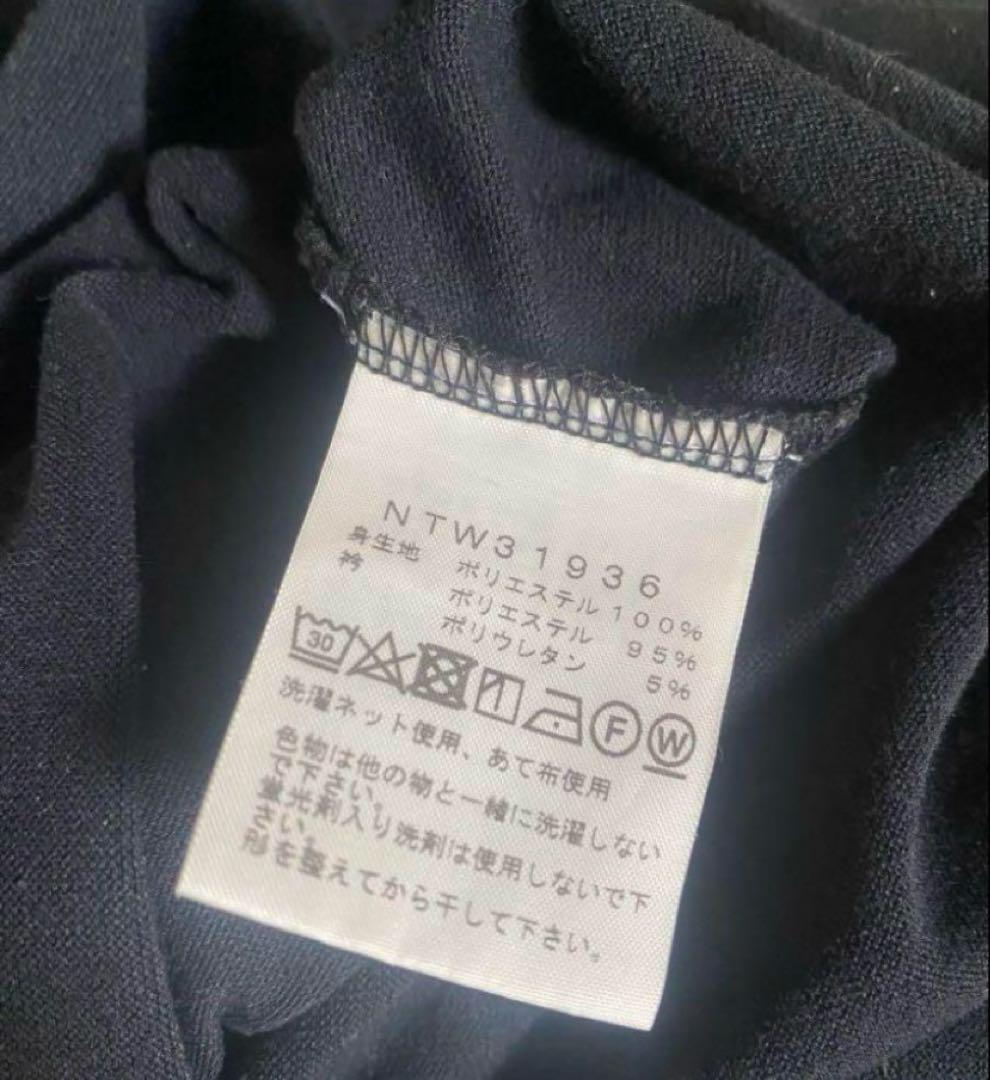 NTW31936
身生地 ポリエステル 100%
衿 ポリエステル 95%
ポリウレタン 5%
30 F W
洗濯ネット使用、あて布使用
色物は他の物と一緒に洗濯しない
で下さい。
蛍光剤入り洗剤は使用しないで下
さい。
形を整えてから干して下さい。